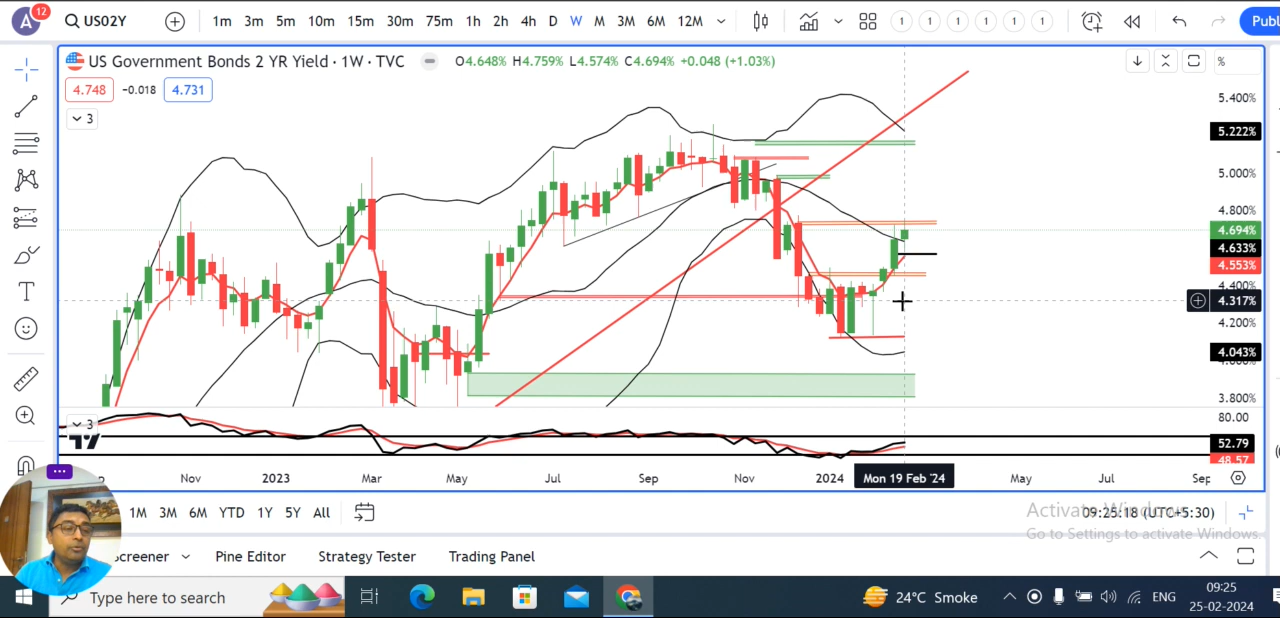 A 12 US02Y 1m 3m 5m 10m 15m 30m 75m 1h 2h 4h D W M 3M 6M 12M 1 1 1 1 1 1 Publ
US Government Bonds 2 YR Yield · 1W · TVC O4.648% H4.759% L4.574% C4.694% +0.048 (+1.03%) %
4.748 −0.018 4.731
3
5.400%
5.222%
5.000%
4.800%
4.694%
4.633%
4.553%
4.400%
4.317%
4.200%
4.043%
3.800%
3
80.00
52.79
48.57
Nov 2023 Mar May Jul Sep Nov 2024 Mon 19 Feb '24 May Jul Sep
1M 3M 6M YTD 1Y 5Y All 09:25:18 (UTC+5:30)
Go to Settings to activate Windows.
Screener Pine Editor Strategy Tester Trading Panel
Type here to search 24°C Smoke ENG 09:25
25-02-2024